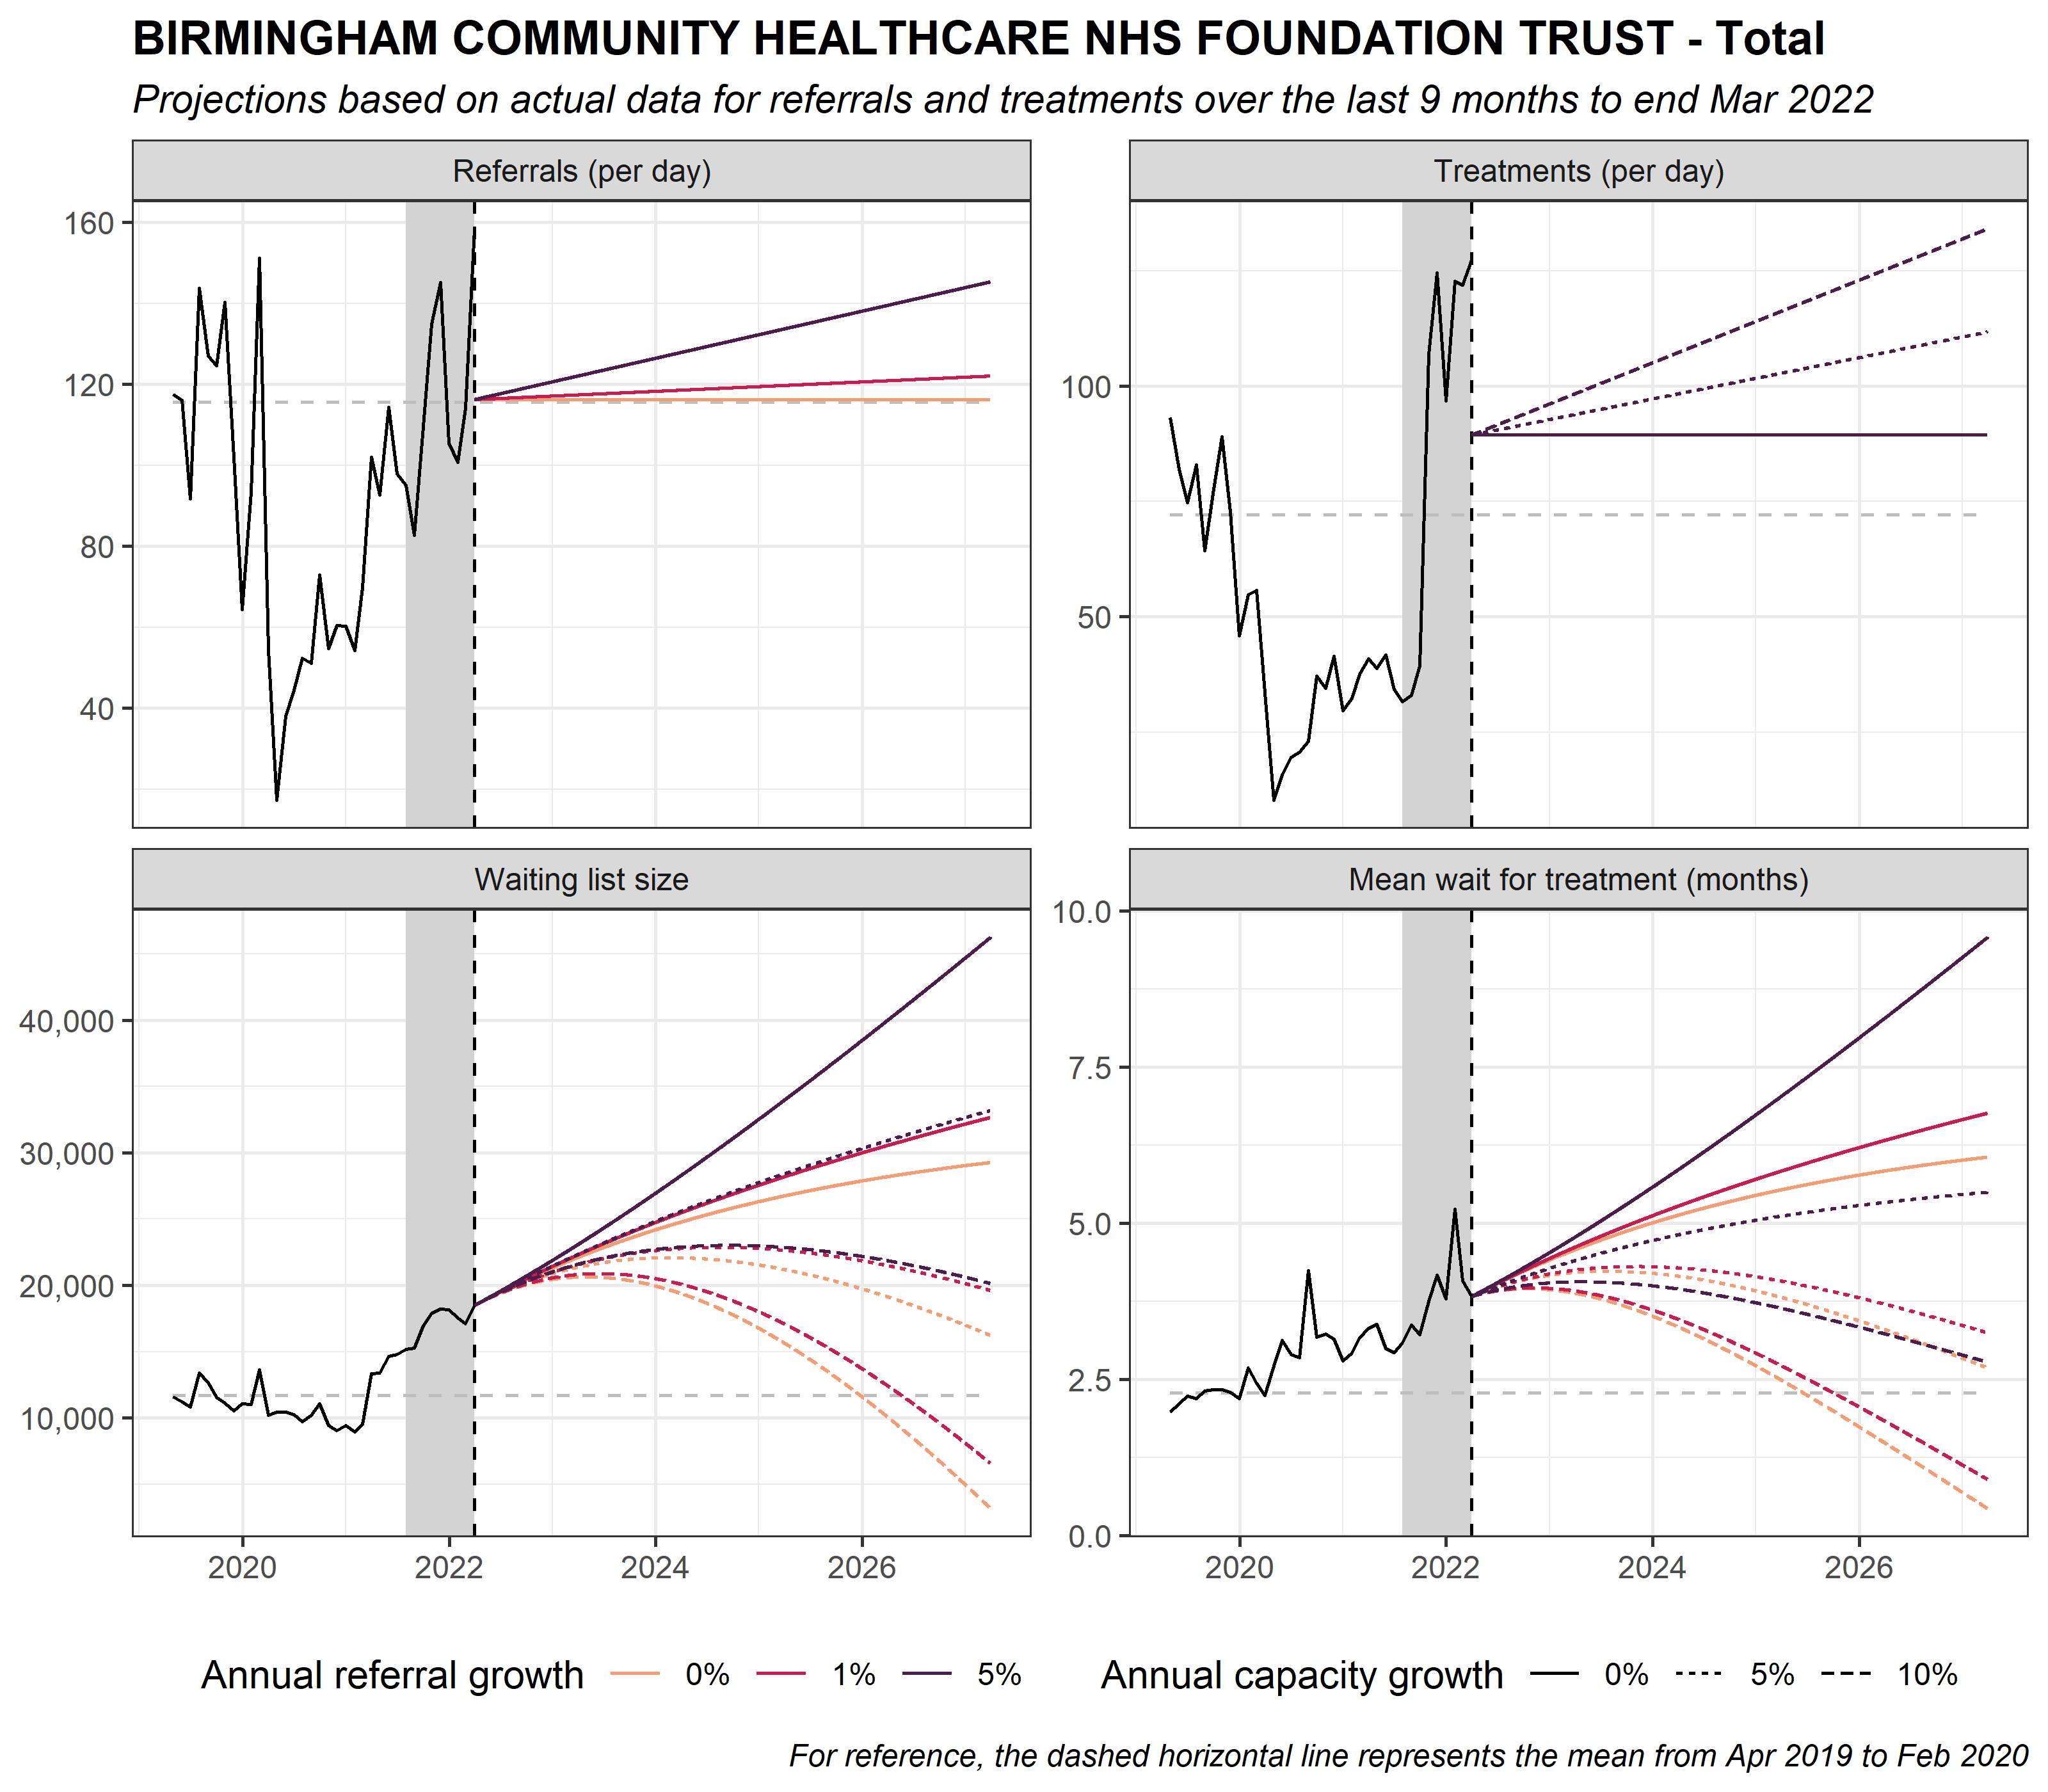 BIRMINGHAM COMMUNITY HEALTHCARE NHS FOUNDATION TRUST - Total
Projections based on actual data for referrals and treatments over the last 9 months to end Mar 2022
Referrals (per day)
160
120
80
40
Treatments (per day)
100
50
Waiting list size
40,000
30,000
20,000
10,000
2020 2022 2024 2026
Mean wait for treatment (months)
10.0
7.5
5.0
2.5
0.0
2020 2022 2024 2026
Annual referral growth 0% 1% 5%
Annual capacity growth 0% 5% 10%
For reference, the dashed horizontal line represents the mean from Apr 2019 to Feb 2020